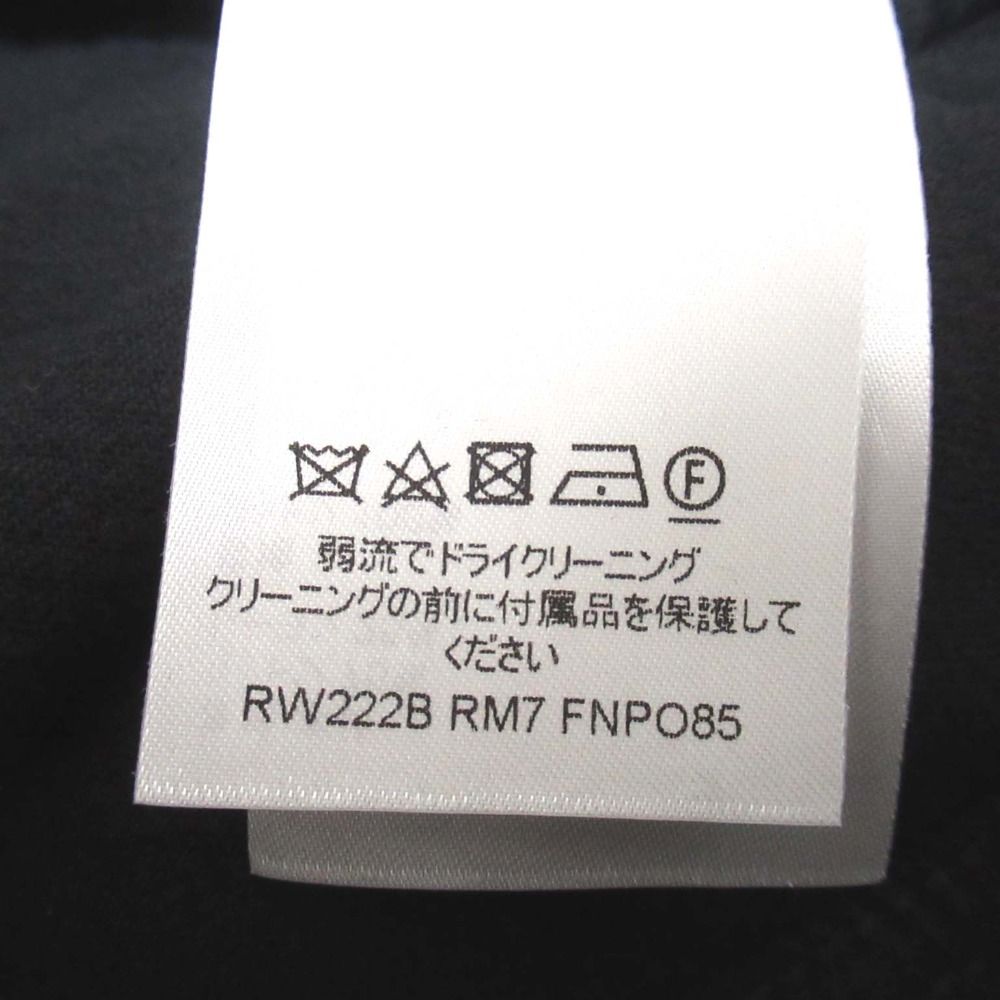 F
弱流でドライクリーニング
クリーニングの前に付属品を保護して
ください
RW222B RM7 FNPO85